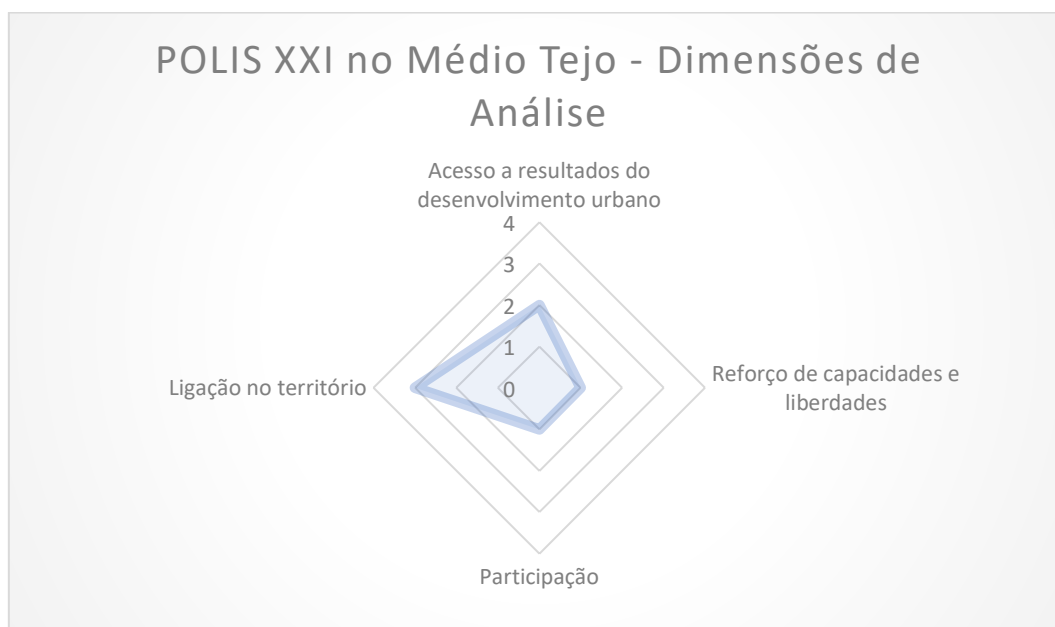 POLIS XXI no Médio Tejo - Dimensões de
Análise
Acesso a resultados do
desenvolvimento urbano
4
3
2
1
0
Ligação no território
Reforço de capacidades e
liberdades
Participação